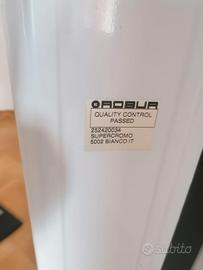 ROBUR
QUALITY CONTROL
PASSED
252420034
SUPERCROMO
5002 BIANCO IT
subito